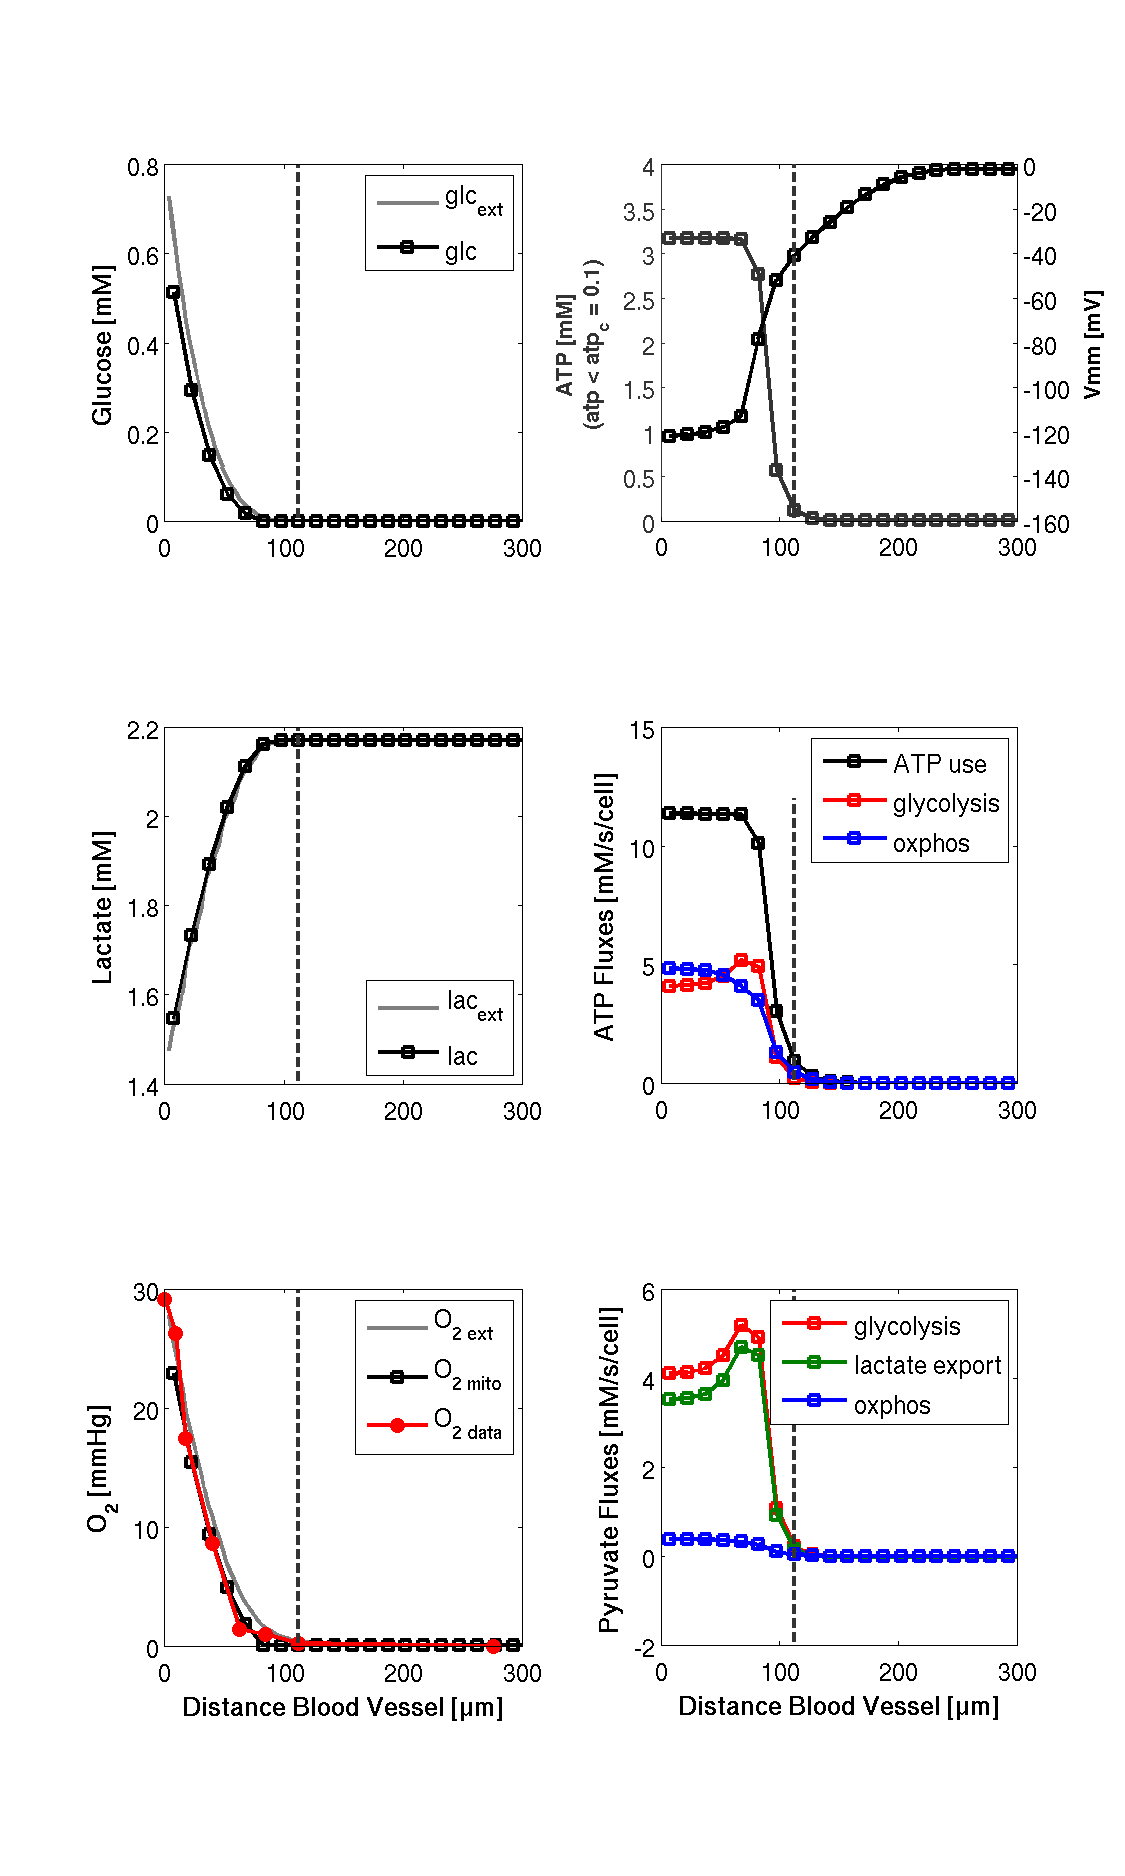 0.8
0.6
0.4
0.2
0
Glucose [mM]
glc_ext
glc
0 100 200 300
4
3.5
3
2.5
2
1.5
1
0.5
0
ATP [mM]
(atp < atp_c = 0.1)
0
-20
-40
-60
-80
-100
-120
-140
-160
Vmm [mV]
0 100 200 300
2.2
2
1.8
1.6
1.4
Lactate [mM]
lac_ext
lac
0 100 200 300
15
10
5
0
ATP Fluxes [mM/s/cell]
ATP use
glycolysis
oxphos
0 100 200 300
30
20
10
0
O_2 [mmHg]
O_2 ext
O_2 mito
O_2 data
0 100 200 300
Distance Blood Vessel [µm]
6
4
2
0
-2
Pyruvate Fluxes [mM/s/cell]
glycolysis
lactate export
oxphos
0 100 200 300
Distance Blood Vessel [µm]